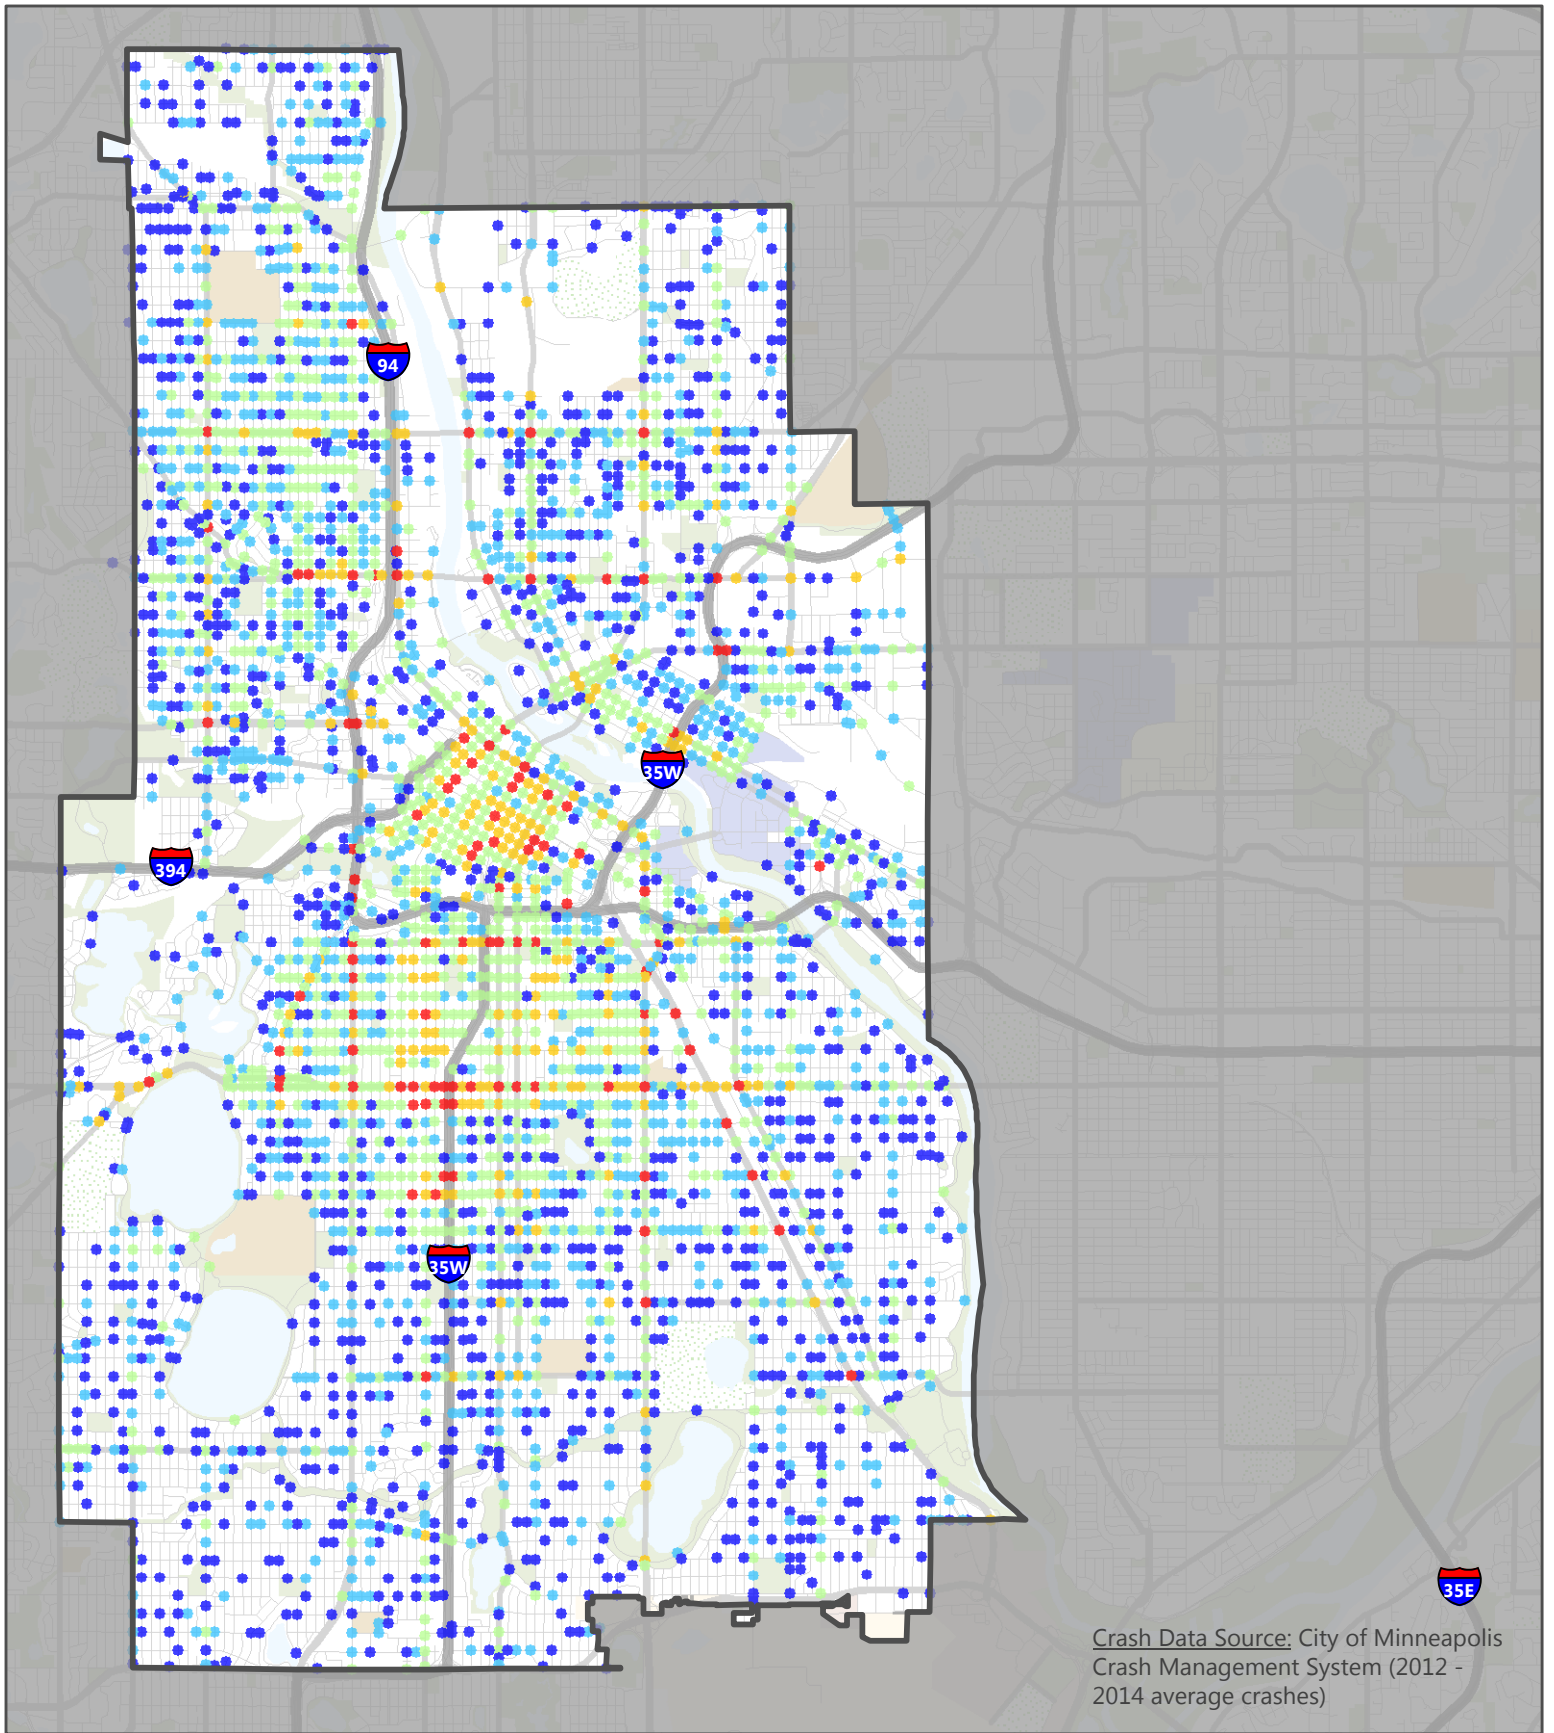 94
35W
394
35W
35E
Crash Data Source: City of Minneapolis
Crash Management System (2012 -
2014 average crashes)